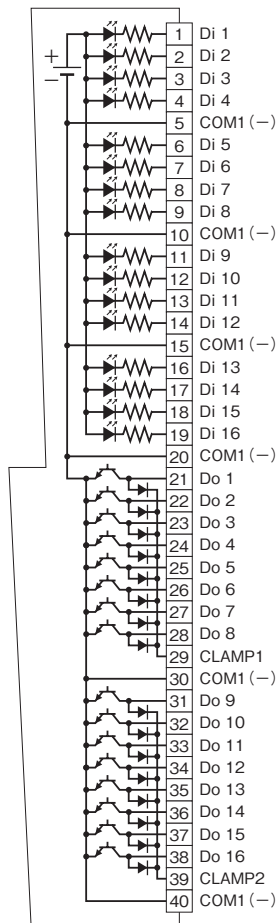 1 Di 1
+ 2 Di 2
− 3 Di 3
4 Di 4
5 COM1 (−)
6 Di 5
7 Di 6
8 Di 7
9 Di 8
10 COM1 (−)
11 Di 9
12 Di 10
13 Di 11
14 Di 12
15 COM1 (−)
16 Di 13
17 Di 14
18 Di 15
19 Di 16
20 COM1 (−)
21 Do 1
22 Do 2
23 Do 3
24 Do 4
25 Do 5
26 Do 6
27 Do 7
28 Do 8
29 CLAMP1
30 COM1 (−)
31 Do 9
32 Do 10
33 Do 11
34 Do 12
35 Do 13
36 Do 14
37 Do 15
38 Do 16
39 CLAMP2
40 COM1 (−)